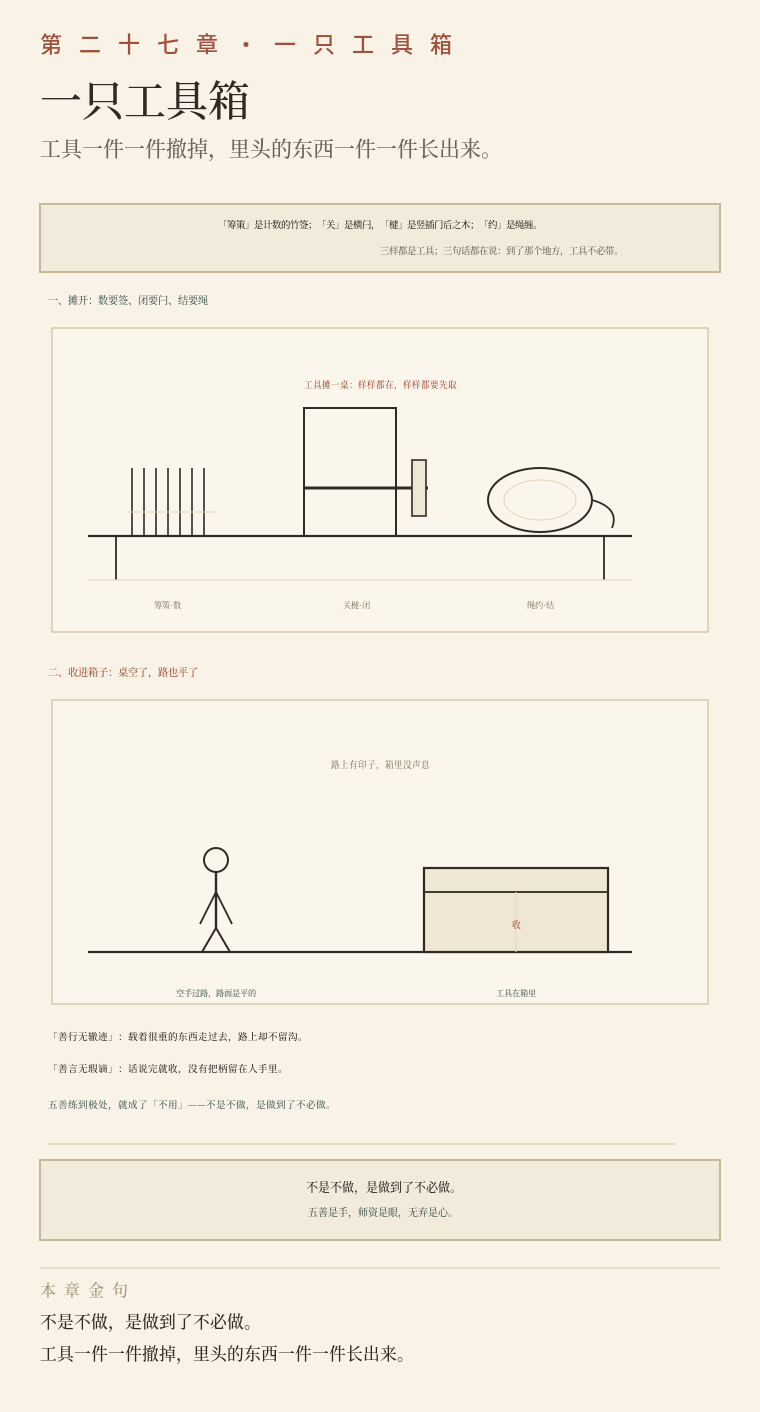 第二十七章·一只工具箱
一只工具箱
工具一件一件撤掉，里头的东西一件一件长出来。
「筹策」是计数的竹签；「关」是横闩，「楗」是竖插门后之木；「约」是绳缠。
三样都是工具；三句话都在说：到了那个地方，工具不必带。
一、摊开：数要签、闭要闩、结要绳
工具摊一桌：样样都在，样样都要先取
筹策·数
关楗·闭
绳约·结
二、收进箱子：桌空了，路也平了
路上有印子，箱里没声息
收
空手过路，路面是平的
工具在箱里
「善行无辙迹」：载着很重的东西走过去，路上却不留沟。
「善言无瑕谪」：话说完就收，没有把柄留在人手里。
五善练到极处，就成了「不用」——不是不做，是做到了不必做。
不是不做，是做到了不必做。
五善是手，师资是眼，无弃是心。
本章金句
不是不做，是做到了不必做。
工具一件一件撤掉，里头的东西一件一件长出来。